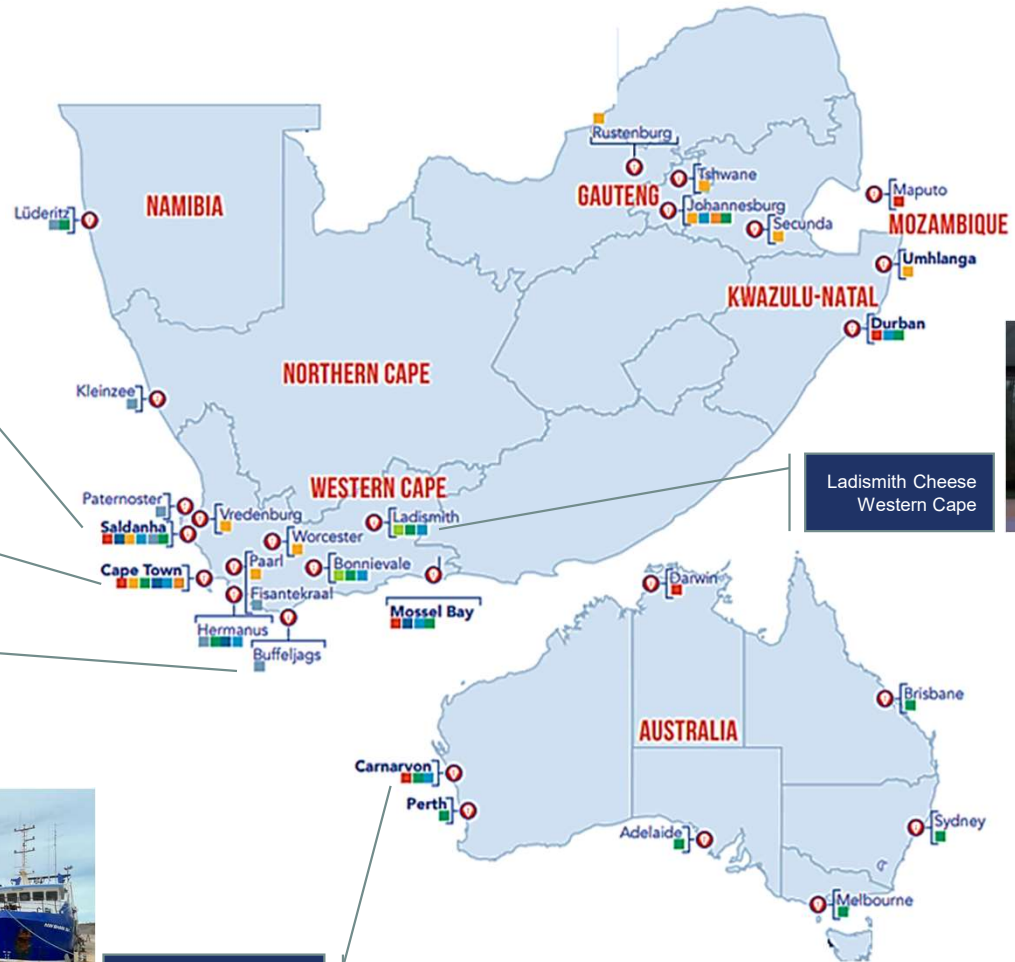 Rustenburg
Tshwane
GAUTENG
Johannesburg
Secunda
Maputo
MOZAMBIQUE
Umhlanga
KWAZULU-NATAL
Durban
NAMIBIA
Lüderitz
NORTHERN CAPE
Kleinzee
WESTERN CAPE
Paternoster
Vredenburg
Saldanha
Ladismith
Worcester
Cape Town
Paarl
Bonnievale
Fisantekraal
Mossel Bay
Hermanus
Buffeljags
Ladismith Cheese
Western Cape
Darwin
Brisbane
AUSTRALIA
Carnarvon
Perth
Adelaide
Sydney
Melbourne